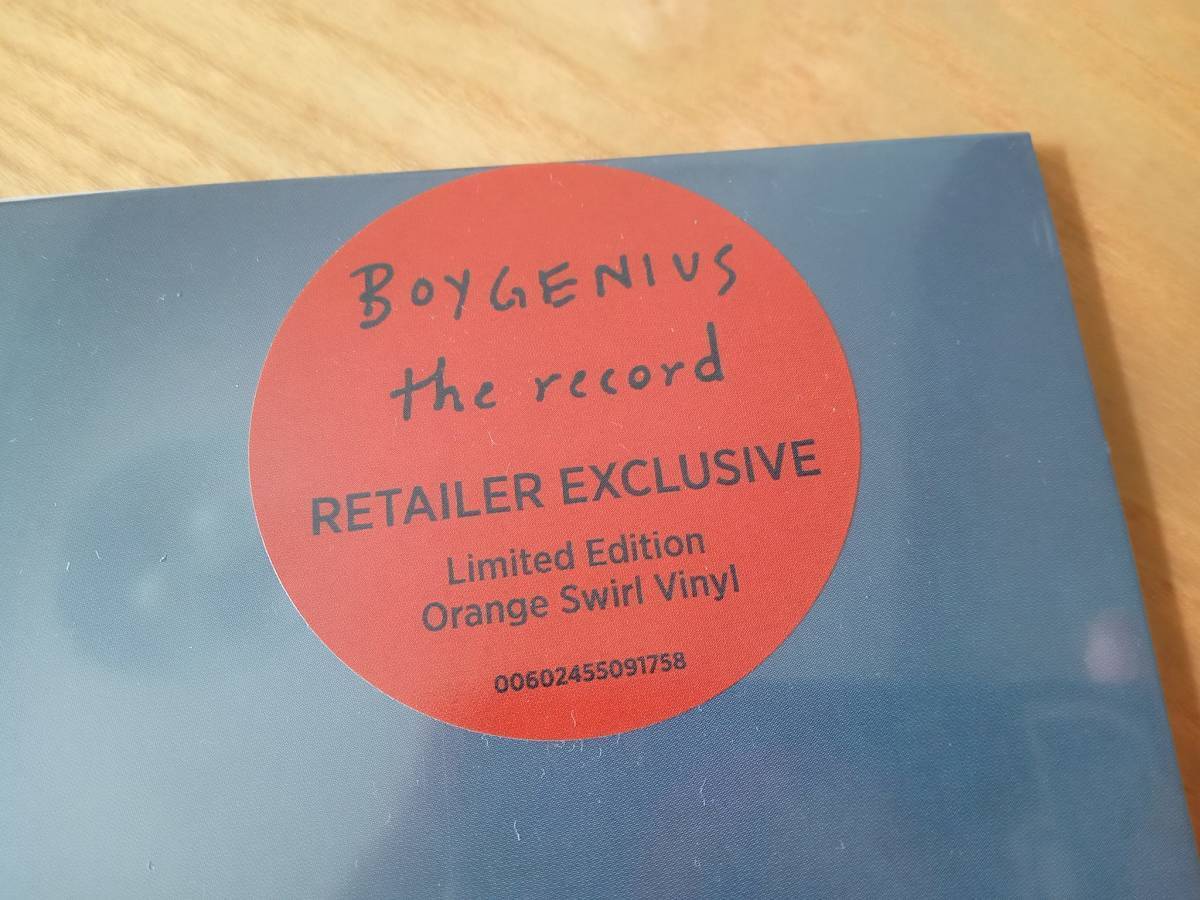 BOYGENIUS
the record
RETAILER EXCLUSIVE
Limited Edition
Orange Swirl Vinyl
00602455091758